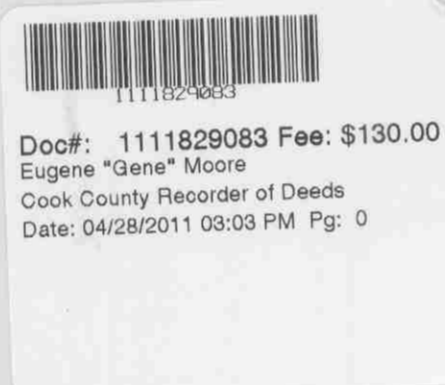 1111829083
Doc#: 1111829083 Fee: $130.00
Eugene "Gene" Moore
Cook County Recorder of Deeds
Date: 04/28/2011 03:03 PM Pg: 0